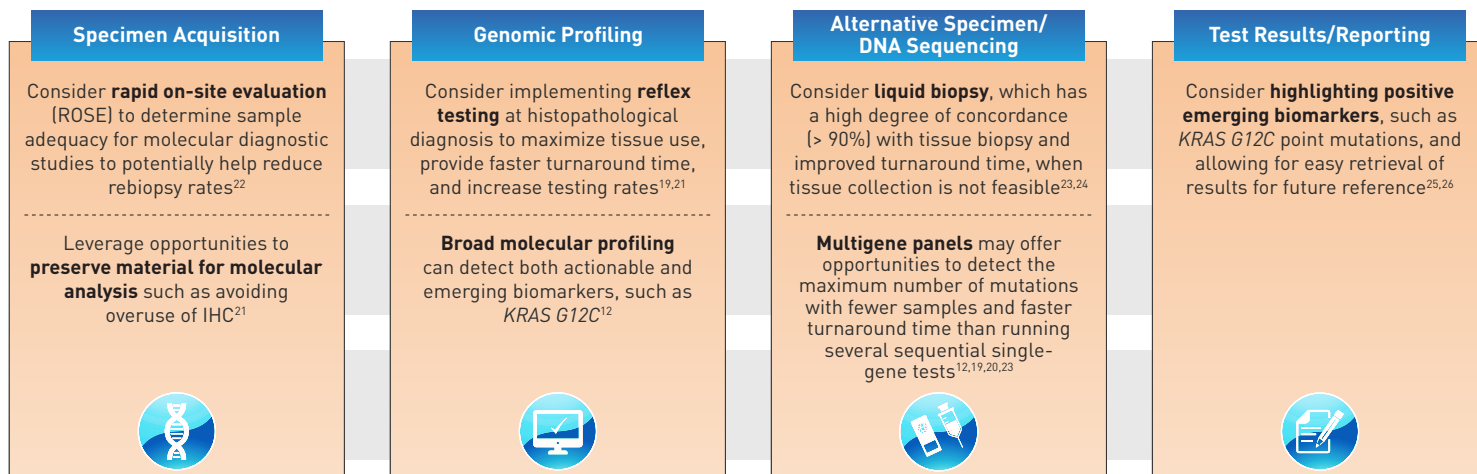 Specimen Acquisition
Consider rapid on-site evaluation
(ROSE) to determine sample
adequacy for molecular diagnostic
studies to potentially help reduce
rebiopsy rates22
Leverage opportunities to
preserve material for molecular
analysis such as avoiding
overuse of IHC21
Genomic Profiling
Consider implementing reflex
testing at histopathological
diagnosis to maximize tissue use,
provide faster turnaround time,
and increase testing rates19,21
Broad molecular profiling
can detect both actionable and
emerging biomarkers, such as
KRAS G12C12
Alternative Specimen/
DNA Sequencing
Consider liquid biopsy, which has
a high degree of concordance
(> 90%) with tissue biopsy and
improved turnaround time, when
tissue collection is not feasible23,24
Multigene panels may offer
opportunities to detect the
maximum number of mutations
with fewer samples and faster
turnaround time than running
several sequential single-
gene tests12,19,20,23
Test Results/Reporting
Consider highlighting positive
emerging biomarkers, such as
KRAS G12C point mutations, and
allowing for easy retrieval of
results for future reference25,26